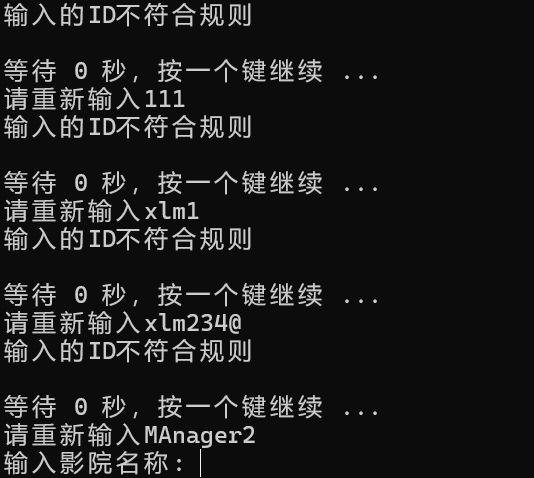 输入的ID不符合规则
等待 0 秒, 按一个键继续 ...
请重新输入111
输入的ID不符合规则
等待 0 秒, 按一个键继续 ...
请重新输入xlm1
输入的ID不符合规则
等待 0 秒, 按一个键继续 ...
请重新输入xlm234@
输入的ID不符合规则
等待 0 秒, 按一个键继续 ...
请重新输入MAnager2
输入影院名称: